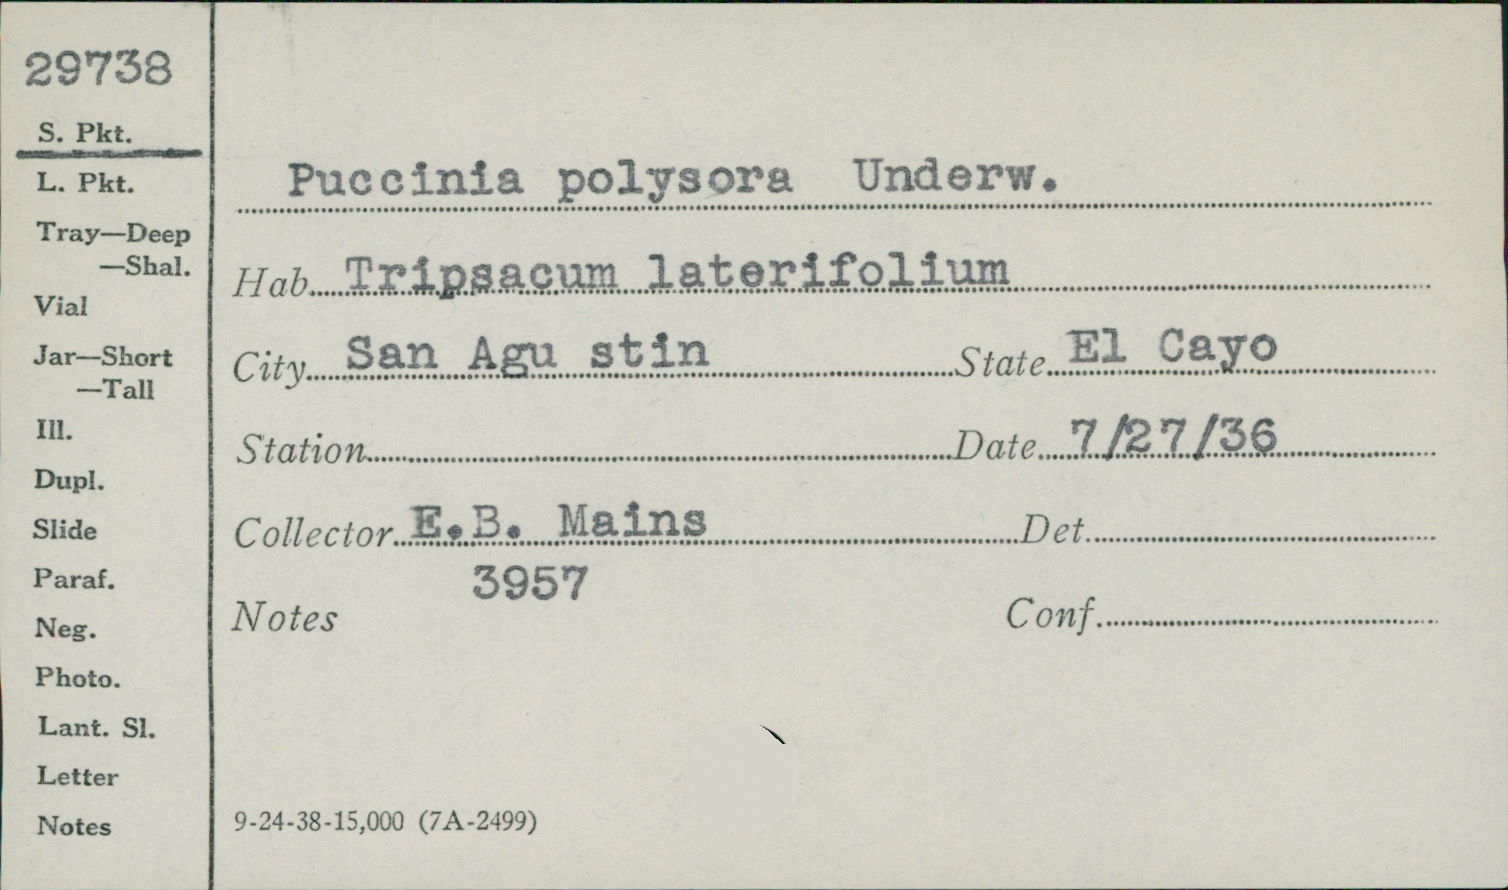 29738
S. Pkt.
L. Pkt.
Tray—Deep
—Shal.
Vial
Jar—Short
—Tall
Ill.
Dupl.
Slide
Paraf.
Neg.
Photo.
Lant. Sl.
Letter
Notes
Puccinia polysora Underw.
Hab. Tripsacum laterifolium
City San Agu stin State El Cayo
Station Date 7/27/36
Collector E.B. Mains Det.
3957
Notes Conf.
9-24-38-15,000 (7A-2499)